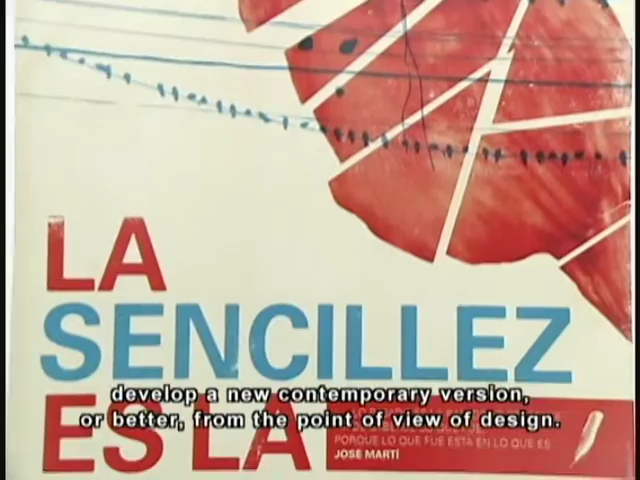 LA
SENCILLEZ
ES LA
develop a new contemporary version,
or better, from the point of view of design.
PORQUE LO QUE FUE ESTA EN LO QUE ES
JOSE MARTÍ